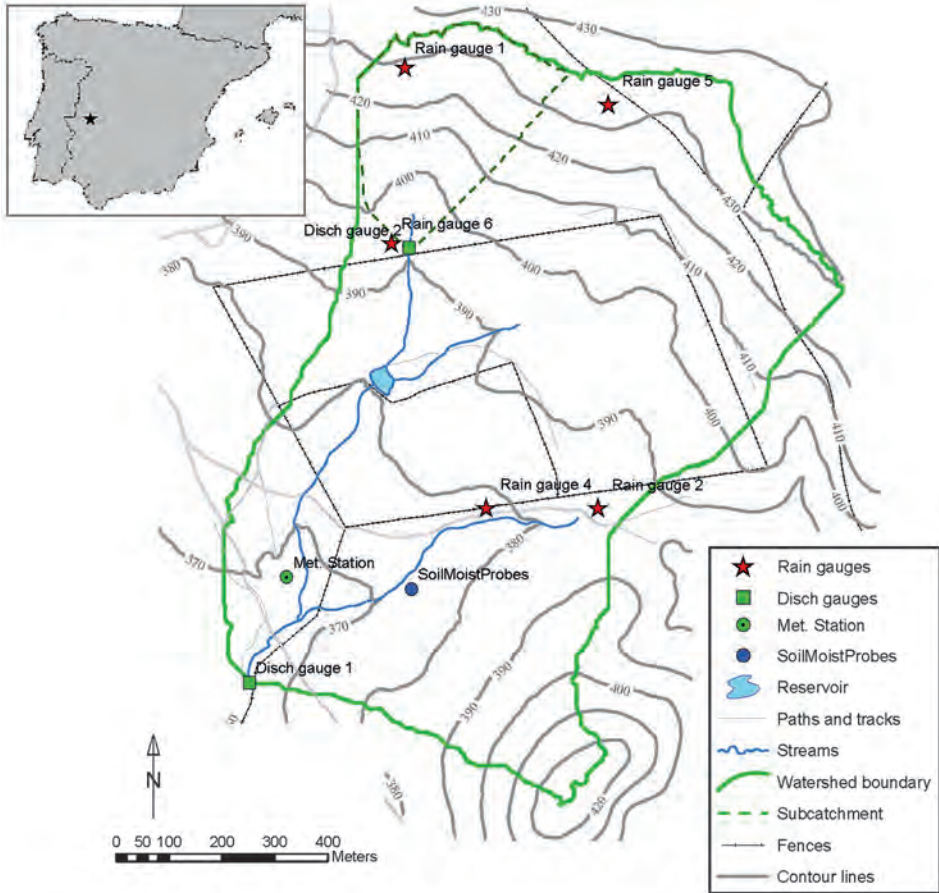 430
430
Rain gauge 1
Rain gauge 5
420
410
420
400
430
Disch gauge 2
Rain gauge 6
390
400
410
420
380
390
390
410
390
400
410
Rain gauge 4
Rain gauge 2
400
380
370
Met. Station
SoilMoistProbes
370
Disch gauge 1
390
390
400
380
420
N
0 50 100 200 300 400
Meters
Rain gauges
Disch gauges
Met. Station
SoilMoistProbes
Reservoir
Paths and tracks
Streams
Watershed boundary
Subcatchment
Fences
Contour lines